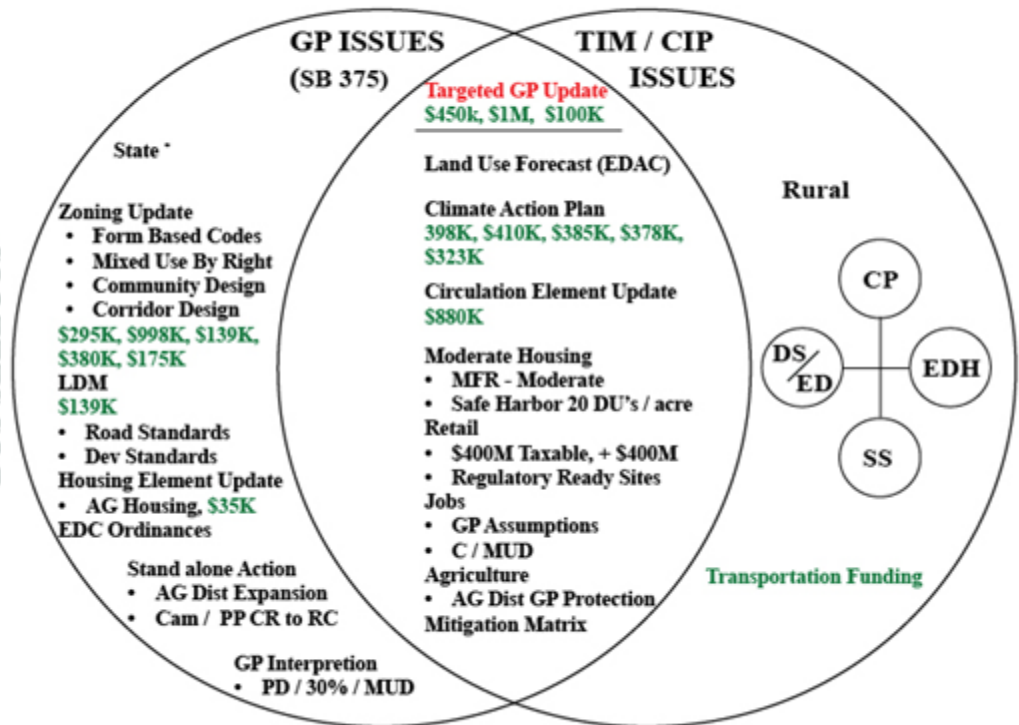 GP ISSUES
(SB 375)
TIM / CIP
ISSUES
Targeted GP Update
$450k, $1M, $100K
State
Zoning Update
• Form Based Codes
• Mixed Use By Right
• Community Design
• Corridor Design
$295K, $998K, $139K,
$380K, $175K
LDM
$139K
• Road Standards
• Dev Standards
Housing Element Update
• AG Housing, $35K
EDC Ordinances
Stand alone Action
• AG Dist Expansion
• Cam / PP CR to RC
GP Interpretion
• PD / 30% / MUD
Land Use Forecast (EDAC)
Climate Action Plan
398K, $410K, $385K, $378K,
$323K
Circulation Element Update
$880K
Moderate Housing
• MFR - Moderate
• Safe Harbor 20 DU's / acre
Retail
• $400M Taxable, + $400M
• Regulatory Ready Sites
Jobs
• GP Assumptions
• C / MUD
Agriculture
• AG Dist GP Protection
Mitigation Matrix
Rural
CP
DS/ED
EDH
SS
Transportation Funding